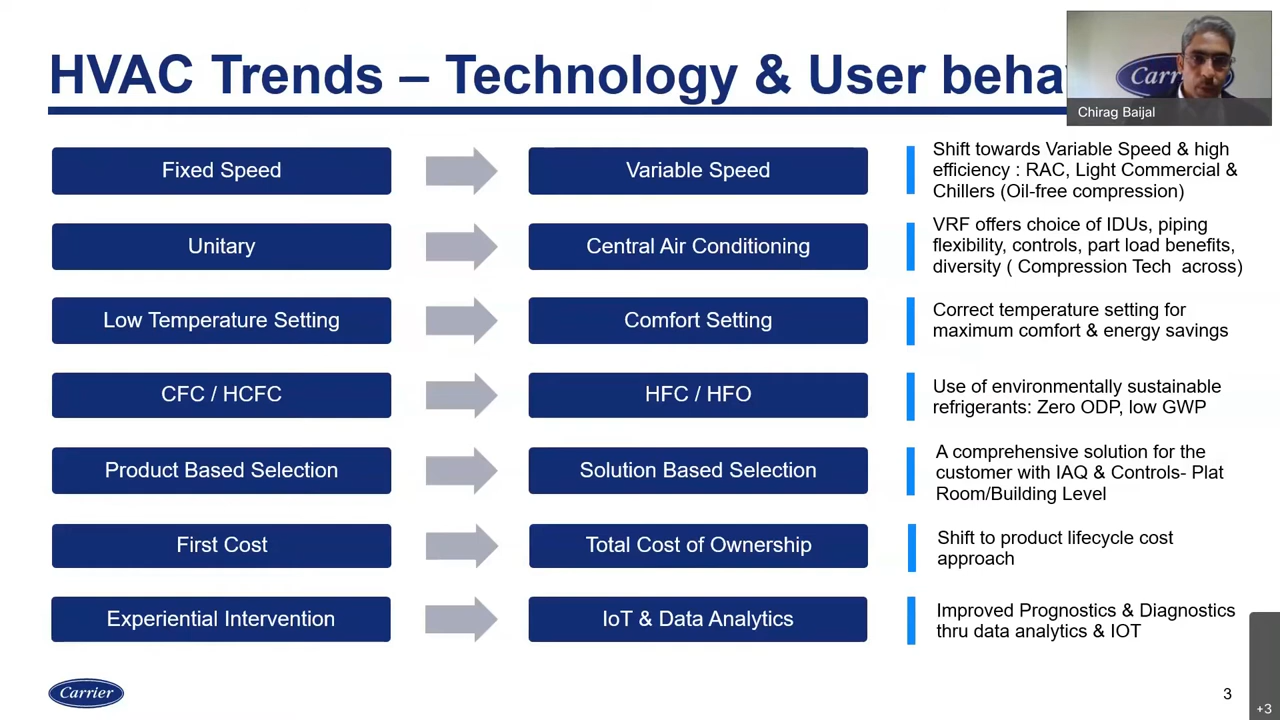 HVAC Trends – Technology & User beha
Carrier
Chirag Baijal
Fixed Speed
Variable Speed
Shift towards Variable Speed & high
efficiency : RAC, Light Commercial &
Chillers (Oil-free compression)
Unitary
Central Air Conditioning
VRF offers choice of IDUs, piping
flexibility, controls, part load benefits,
diversity ( Compression Tech across)
Low Temperature Setting
Comfort Setting
Correct temperature setting for
maximum comfort & energy savings
CFC / HCFC
HFC / HFO
Use of environmentally sustainable
refrigerants: Zero ODP, low GWP
Product Based Selection
Solution Based Selection
A comprehensive solution for the
customer with IAQ & Controls- Plat
Room/Building Level
First Cost
Total Cost of Ownership
Shift to product lifecycle cost
approach
Experiential Intervention
IoT & Data Analytics
Improved Prognostics & Diagnostics
thru data analytics & IOT
Carrier
3
+3